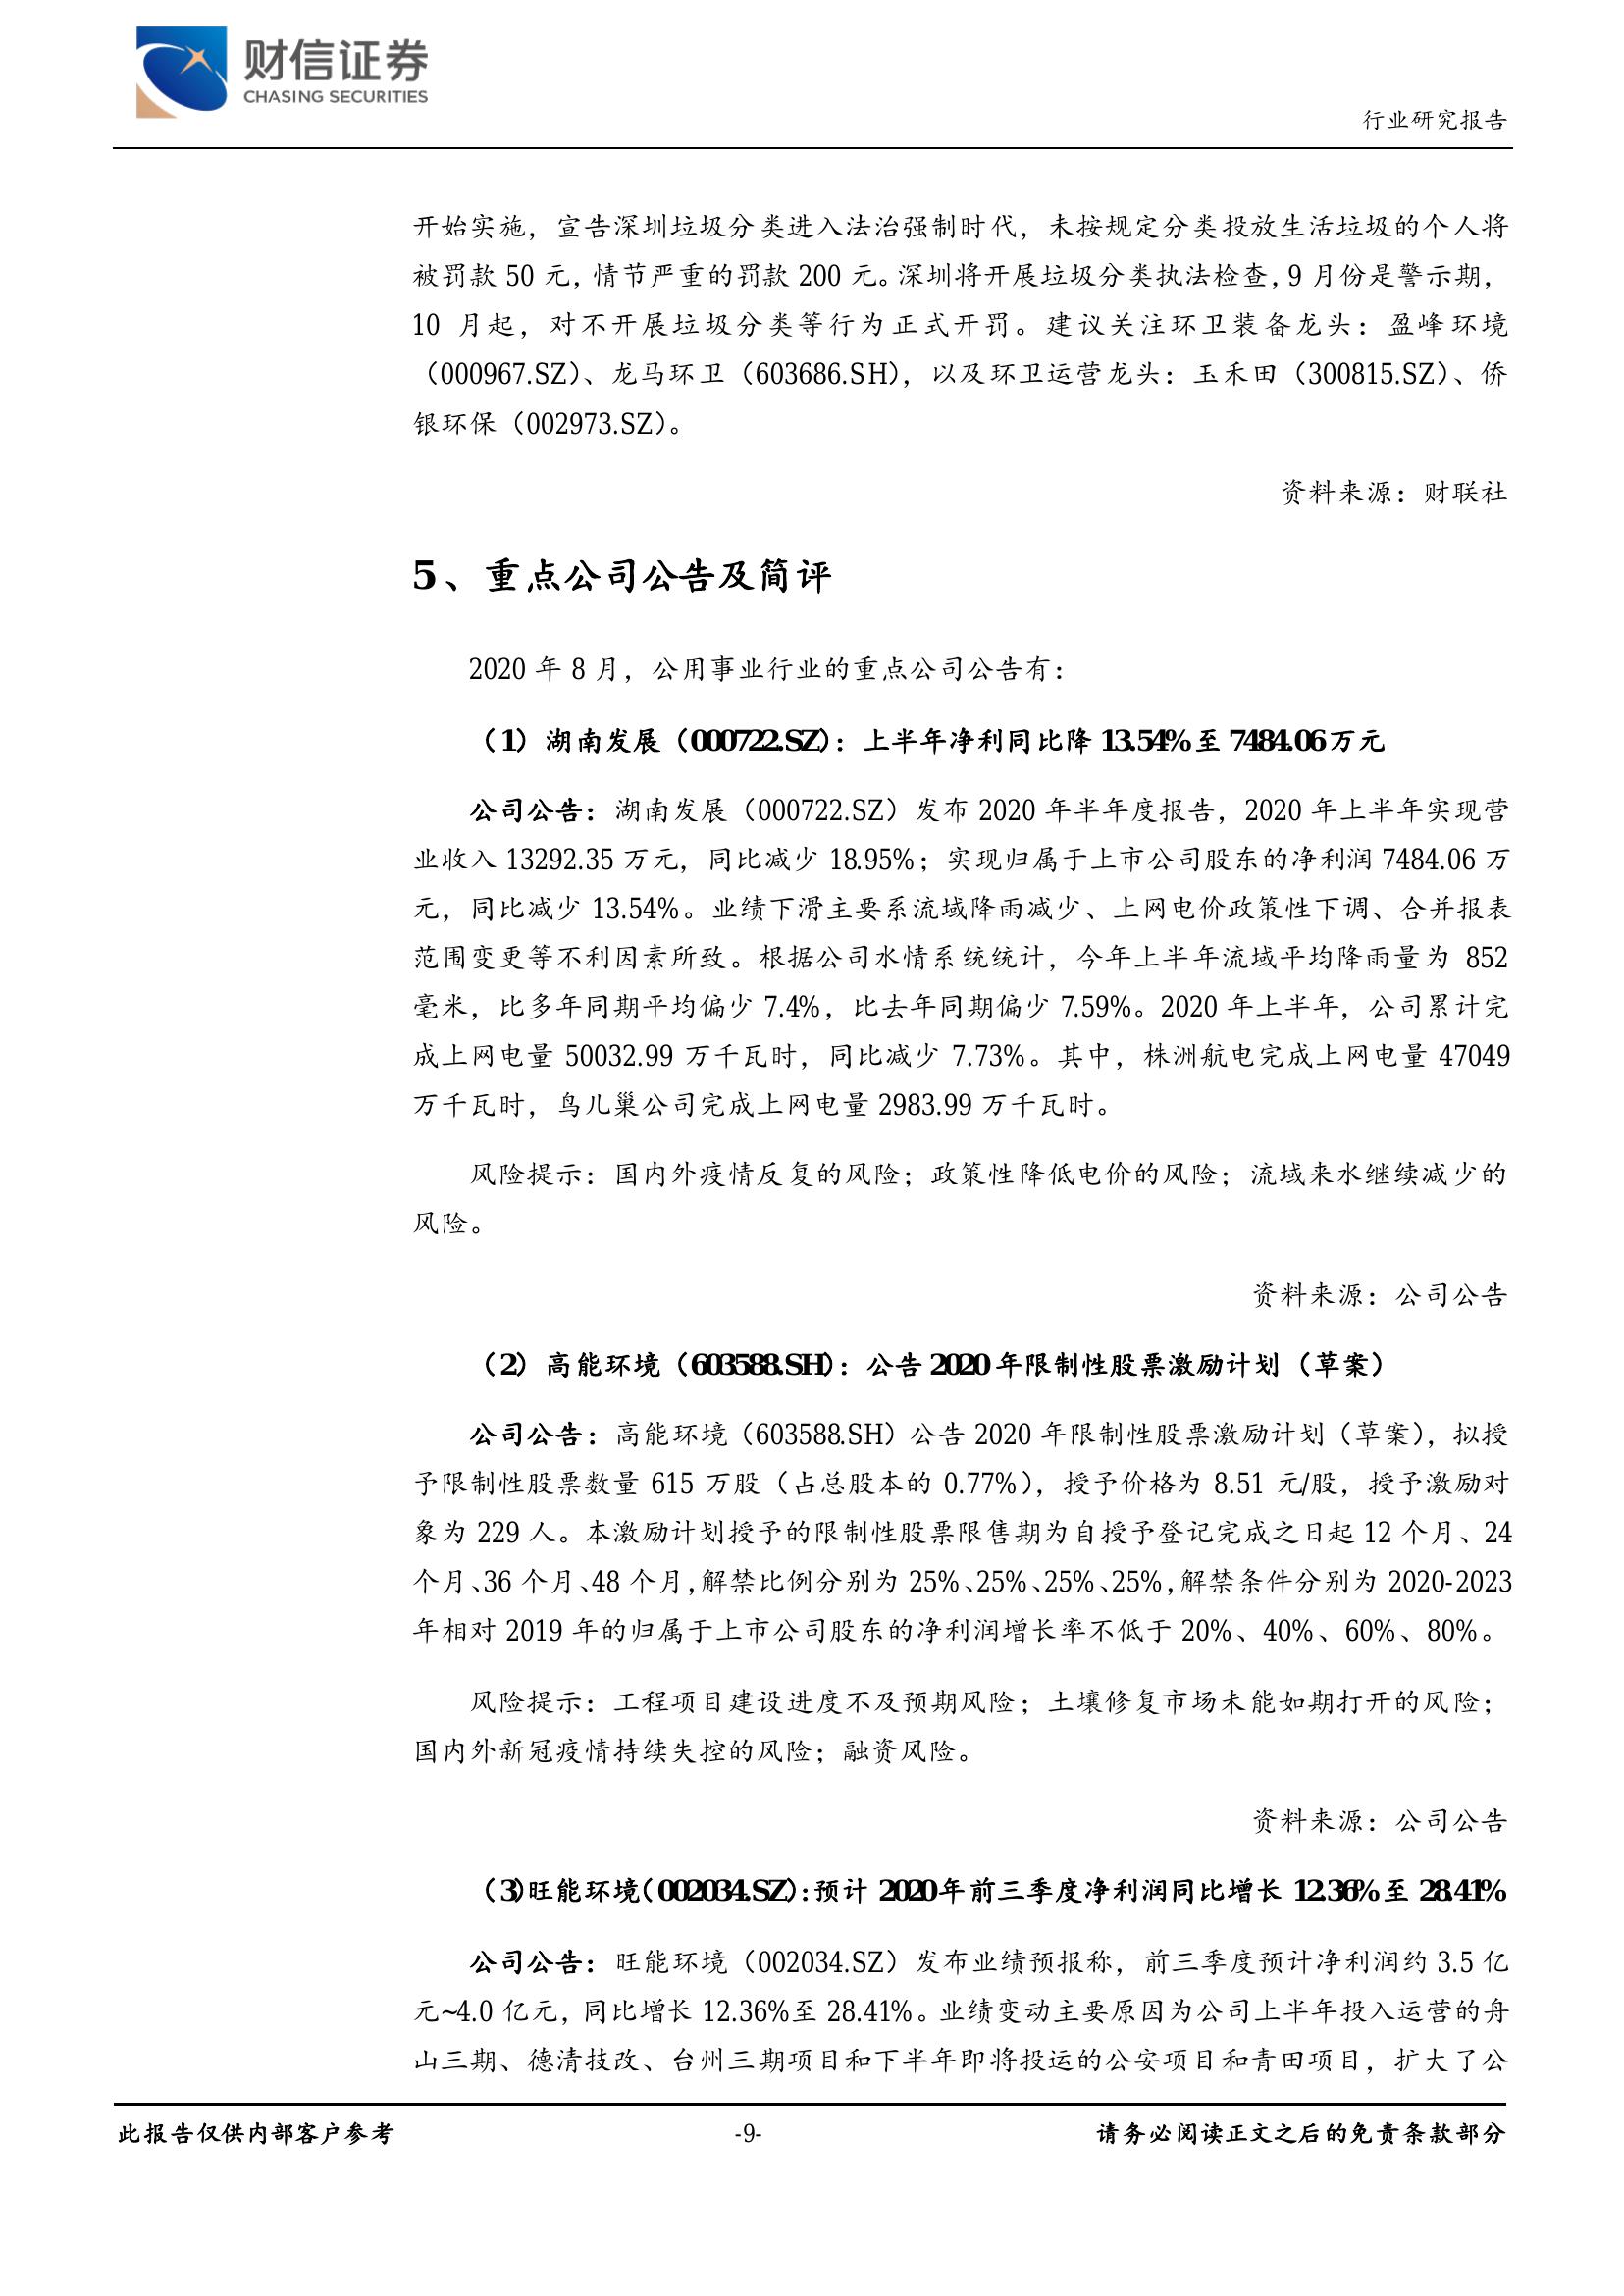 财信证券
CHASING SECURITIES
行业研究报告
开始实施，宣告深圳垃圾分类进入法治强制时代，未按规定分类投放生活垃圾的个人将
被罚款 50 元，情节严重的罚款 200 元。深圳将开展垃圾分类执法检查，9 月份是警示期，
10 月起，对不开展垃圾分类等行为正式开罚。建议关注环卫装备龙头：盈峰环境
（000967.SZ）、龙马环卫（603686.SH），以及环卫运营龙头：玉禾田（300815.SZ）、侨
银环保（002973.SZ）。
资料来源：财联社
5、重点公司公告及简评
2020 年 8 月，公用事业行业的重点公司公告有：
（1）湖南发展（000722.SZ）：上半年净利同比降 13.54%至 7484.06 万元
公司公告：湖南发展（000722.SZ）发布 2020 年半年度报告，2020 年上半年实现营
业收入 13292.35 万元，同比减少 18.95%；实现归属于上市公司股东的净利润 7484.06 万
元，同比减少 13.54%。业绩下滑主要系流域降雨减少、上网电价政策性下调、合并报表
范围变更等不利因素所致。根据公司水情系统统计，今年上半年流域平均降雨量为 852
毫米，比多年同期平均偏少 7.4%，比去年同期偏少 7.59%。2020 年上半年，公司累计完
成上网电量 50032.99 万千瓦时，同比减少 7.73%。其中，株洲航电完成上网电量 47049
万千瓦时，鸟儿巢公司完成上网电量 2983.99 万千瓦时。
风险提示：国内外疫情反复的风险；政策性降低电价的风险；流域来水继续减少的
风险。
资料来源：公司公告
（2）高能环境（603588.SH）：公告 2020 年限制性股票激励计划（草案）
公司公告：高能环境（603588.SH）公告 2020 年限制性股票激励计划（草案），拟授
予限制性股票数量 615 万股（占总股本的 0.77%），授予价格为 8.51 元/股，授予激励对
象为 229 人。本激励计划授予的限制性股票限售期为自授予登记完成之日起 12 个月、24
个月、36 个月、48 个月，解禁比例分别为 25%、25%、25%、25%，解禁条件分别为 2020-2023
年相对 2019 年的归属于上市公司股东的净利润增长率不低于 20%、40%、60%、80%。
风险提示：工程项目建设进度不及预期风险；土壤修复市场未能如期打开的风险；
国内外新冠疫情持续失控的风险；融资风险。
资料来源：公司公告
（3）旺能环境（002034.SZ）：预计 2020 年前三季度净利润同比增长 12.36%至 28.41%
公司公告：旺能环境（002034.SZ）发布业绩预报称，前三季度预计净利润约 3.5 亿
元~4.0 亿元，同比增长 12.36%至 28.41%。业绩变动主要原因为公司上半年投入运营的舟
山三期、德清技改、台州三期项目和下半年即将投运的公安项目和青田项目，扩大了公
此报告仅供内部客户参考
-9-
请务必阅读正文之后的免责条款部分